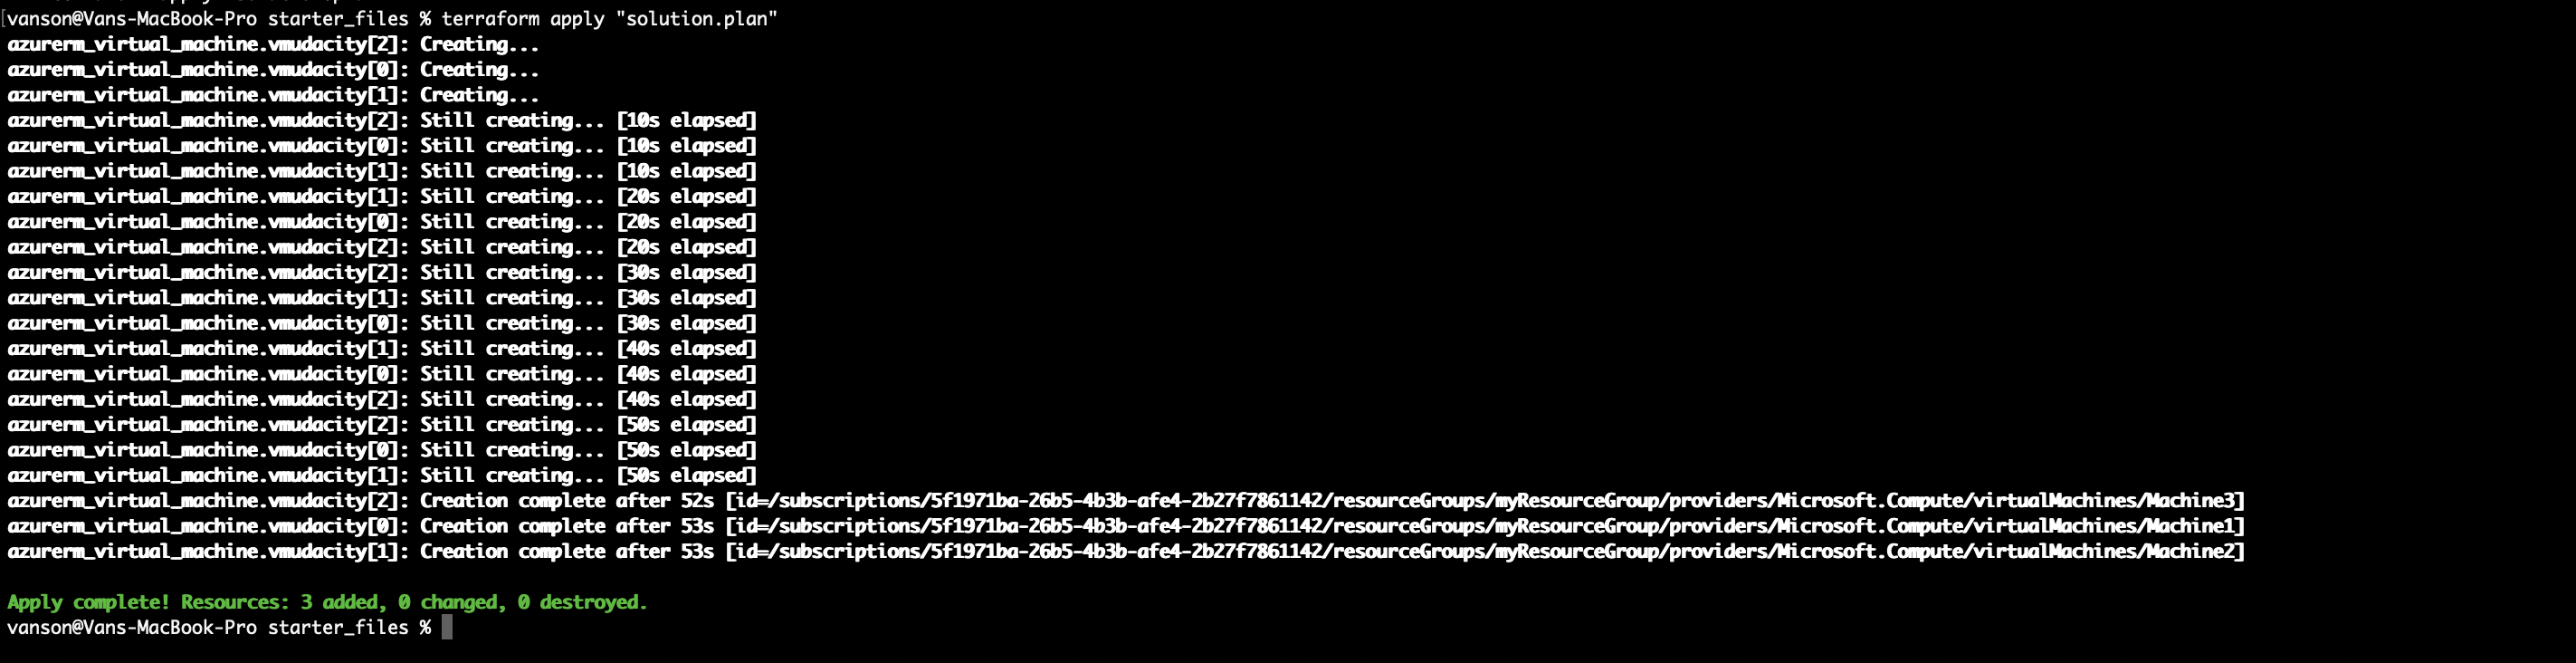 [vanson@Vans-MacBook-Pro starter_files % terraform apply "solution.plan"
azurerm_virtual_machine.vmudacity[2]: Creating...
azurerm_virtual_machine.vmudacity[0]: Creating...
azurerm_virtual_machine.vmudacity[1]: Creating...
azurerm_virtual_machine.vmudacity[2]: Still creating... [10s elapsed]
azurerm_virtual_machine.vmudacity[0]: Still creating... [10s elapsed]
azurerm_virtual_machine.vmudacity[1]: Still creating... [10s elapsed]
azurerm_virtual_machine.vmudacity[1]: Still creating... [20s elapsed]
azurerm_virtual_machine.vmudacity[0]: Still creating... [20s elapsed]
azurerm_virtual_machine.vmudacity[2]: Still creating... [20s elapsed]
azurerm_virtual_machine.vmudacity[2]: Still creating... [30s elapsed]
azurerm_virtual_machine.vmudacity[1]: Still creating... [30s elapsed]
azurerm_virtual_machine.vmudacity[0]: Still creating... [30s elapsed]
azurerm_virtual_machine.vmudacity[1]: Still creating... [40s elapsed]
azurerm_virtual_machine.vmudacity[0]: Still creating... [40s elapsed]
azurerm_virtual_machine.vmudacity[2]: Still creating... [40s elapsed]
azurerm_virtual_machine.vmudacity[2]: Still creating... [50s elapsed]
azurerm_virtual_machine.vmudacity[0]: Still creating... [50s elapsed]
azurerm_virtual_machine.vmudacity[1]: Still creating... [50s elapsed]
azurerm_virtual_machine.vmudacity[2]: Creation complete after 52s [id=/subscriptions/5f1971ba-26b5-4b3b-afe4-2b27f7861142/resourceGroups/myResourceGroup/providers/Microsoft.Compute/virtualMachines/Machine3]
azurerm_virtual_machine.vmudacity[0]: Creation complete after 53s [id=/subscriptions/5f1971ba-26b5-4b3b-afe4-2b27f7861142/resourceGroups/myResourceGroup/providers/Microsoft.Compute/virtualMachines/Machine1]
azurerm_virtual_machine.vmudacity[1]: Creation complete after 53s [id=/subscriptions/5f1971ba-26b5-4b3b-afe4-2b27f7861142/resourceGroups/myResourceGroup/providers/Microsoft.Compute/virtualMachines/Machine2]
Apply complete! Resources: 3 added, 0 changed, 0 destroyed.
vanson@Vans-MacBook-Pro starter_files %